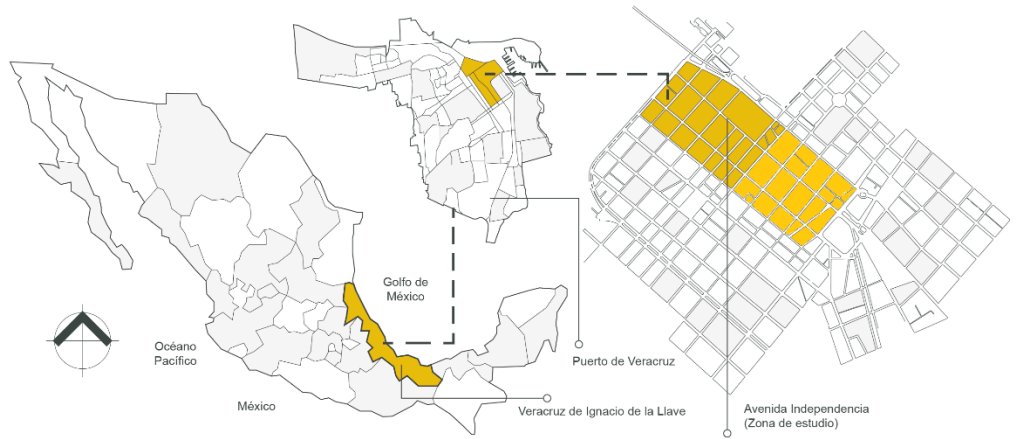 Golfo de
México
Océano
Pacífico
México
Puerto de Veracruz
Veracruz de Ignacio de la Llave
Avenida Independencia
(Zona de estudio)